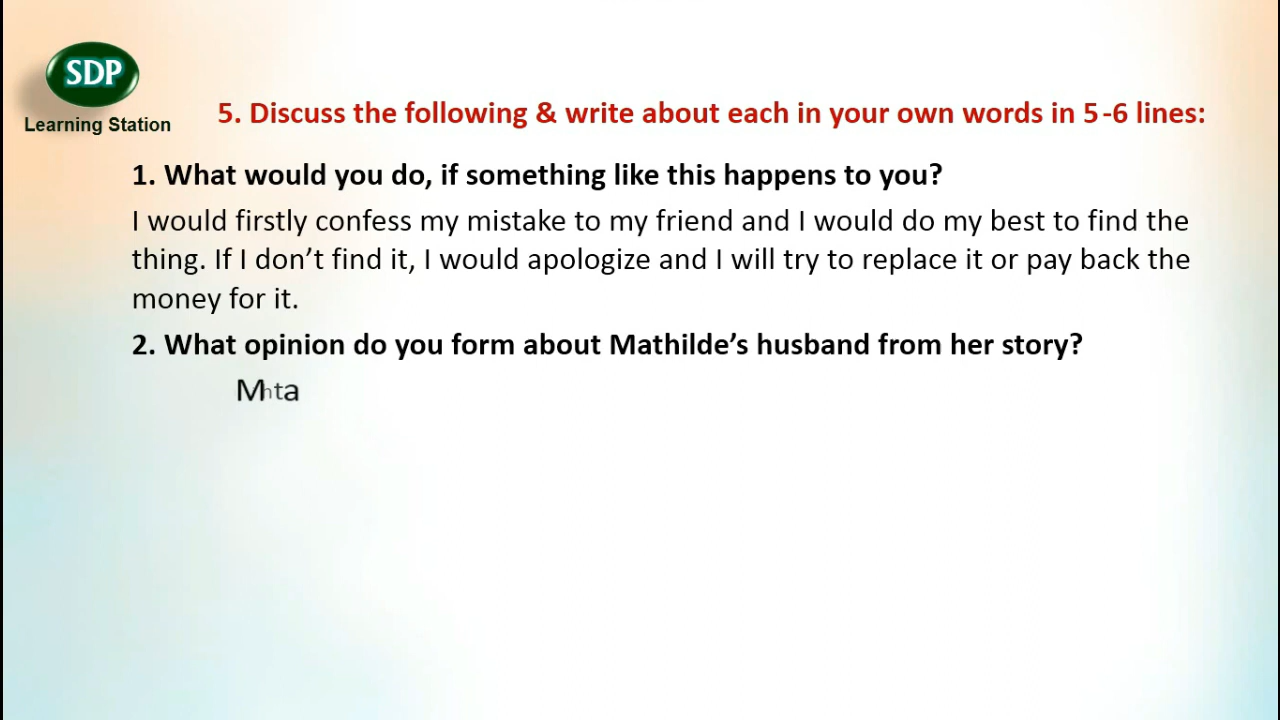 SDP
Learning Station
5. Discuss the following & write about each in your own words in 5-6 lines:
1. What would you do, if something like this happens to you?
I would firstly confess my mistake to my friend and I would do my best to find the
thing. If I don't find it, I would apologize and I will try to replace it or pay back the
money for it.
2. What opinion do you form about Mathilde's husband from her story?